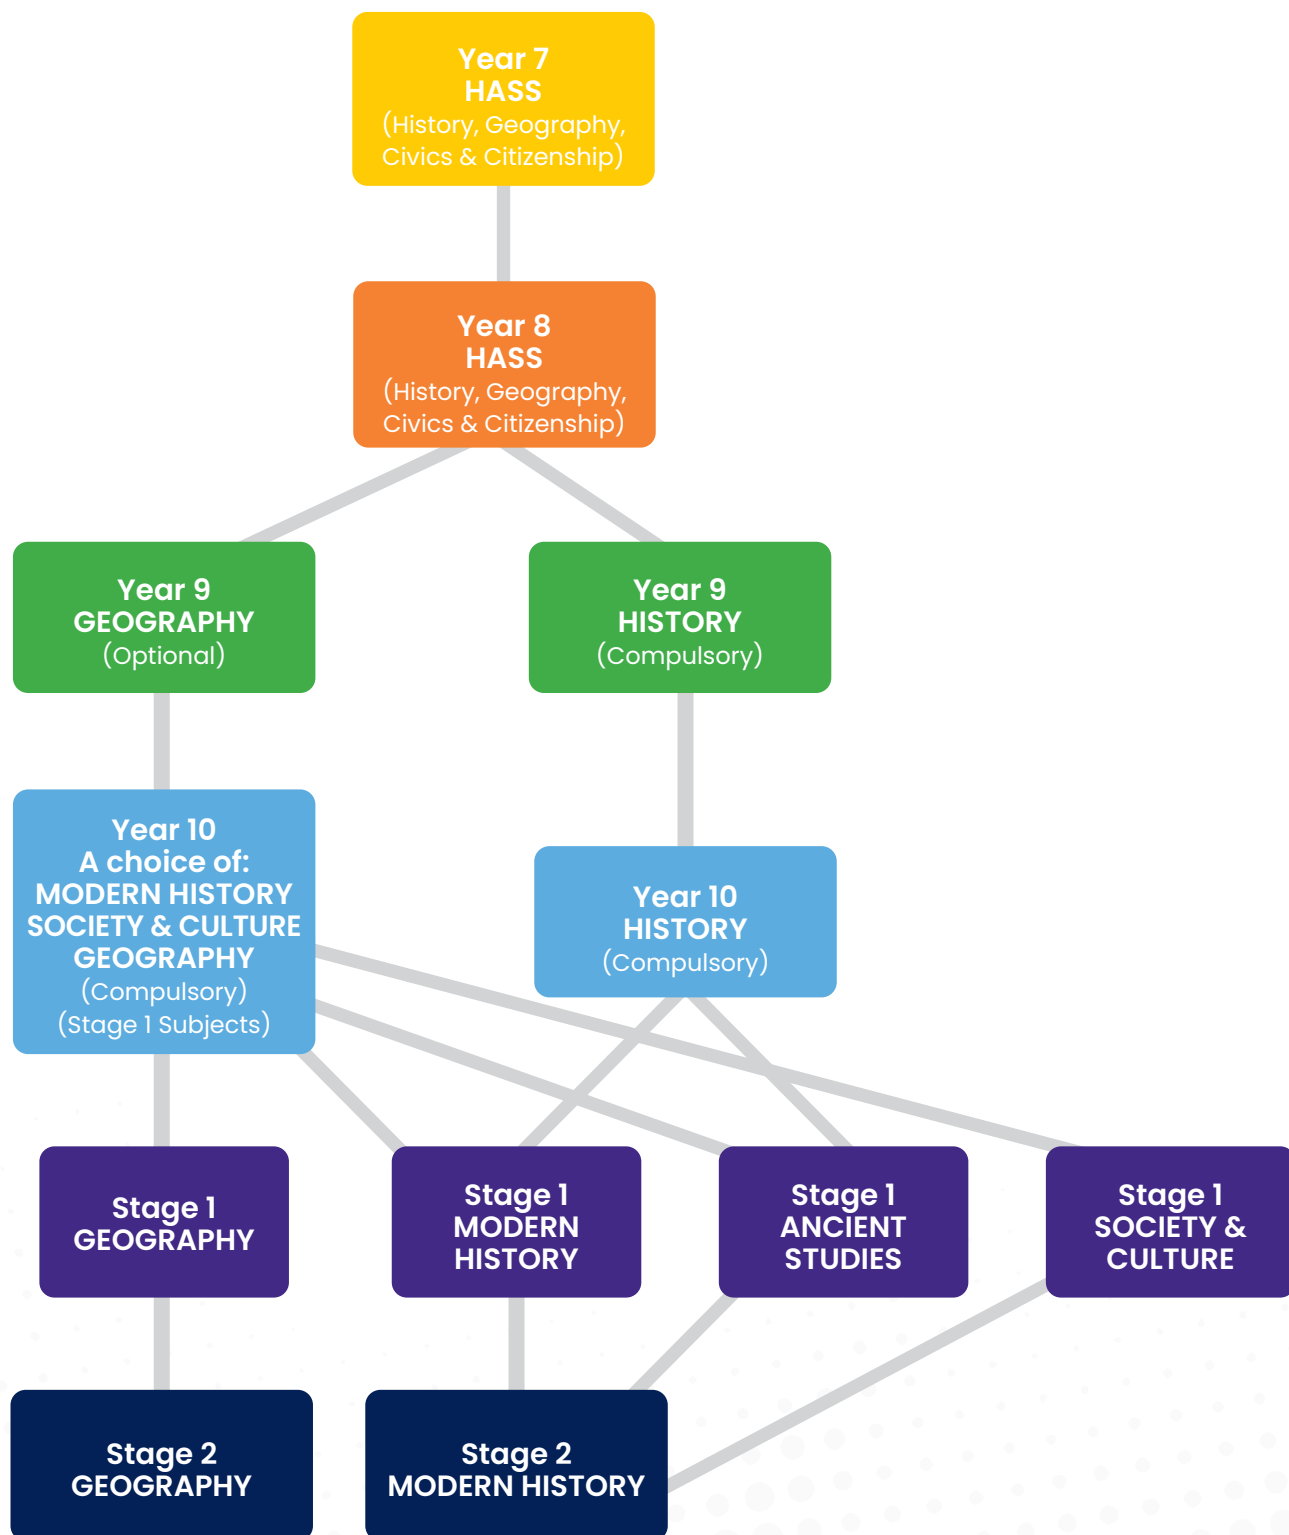 Year 7
HASS
(History, Geography,
Civics & Citizenship)
Year 8
HASS
(History, Geography,
Civics & Citizenship)
Year 9
GEOGRAPHY
(Optional)
Year 9
HISTORY
(Compulsory)
Year 10
A choice of:
MODERN HISTORY
SOCIETY & CULTURE
GEOGRAPHY
(Compulsory)
(Stage 1 Subjects)
Year 10
HISTORY
(Compulsory)
Stage 1
GEOGRAPHY
Stage 1
MODERN
HISTORY
Stage 1
ANCIENT
STUDIES
Stage 1
SOCIETY &
CULTURE
Stage 2
GEOGRAPHY
Stage 2
MODERN HISTORY